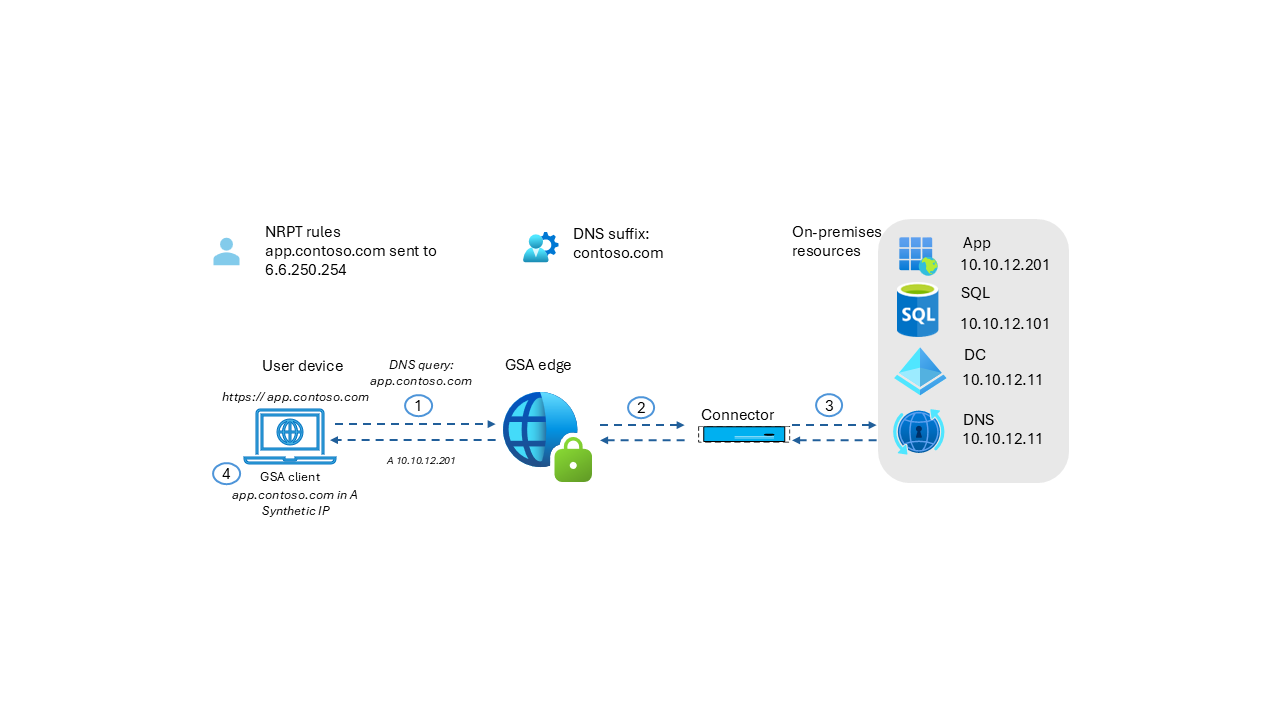 NRPT rules
app.contoso.com sent to
6.6.250.254
DNS suffix:
contoso.com
On-premises
resources
App
10.10.12.201
SQL
SQL
10.10.12.101
DC
10.10.12.11
DNS
10.10.12.11
User device
https:// app.contoso.com
DNS query:
app.contoso.com
1
GSA edge
2
Connector
3
A 10.10.12.201
4
GSA client
app.contoso.com in A
Synthetic IP